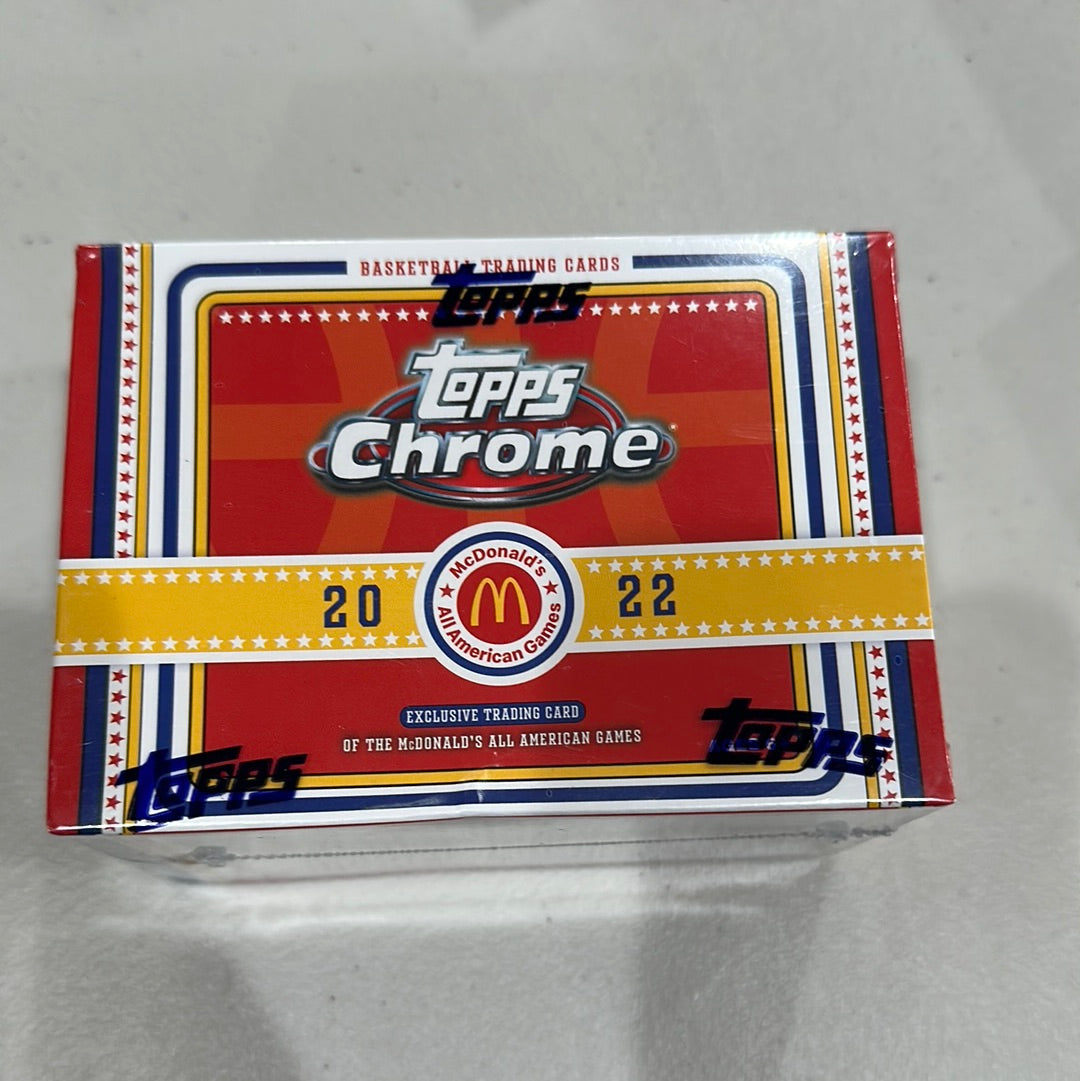 BASKETBALL TRADING CARDS
topps
topps
Chrome
20 22
McDonald's
All American Games
EXCLUSIVE TRADING CARD
OF THE McDONALD'S ALL AMERICAN GAMES
topps
topps